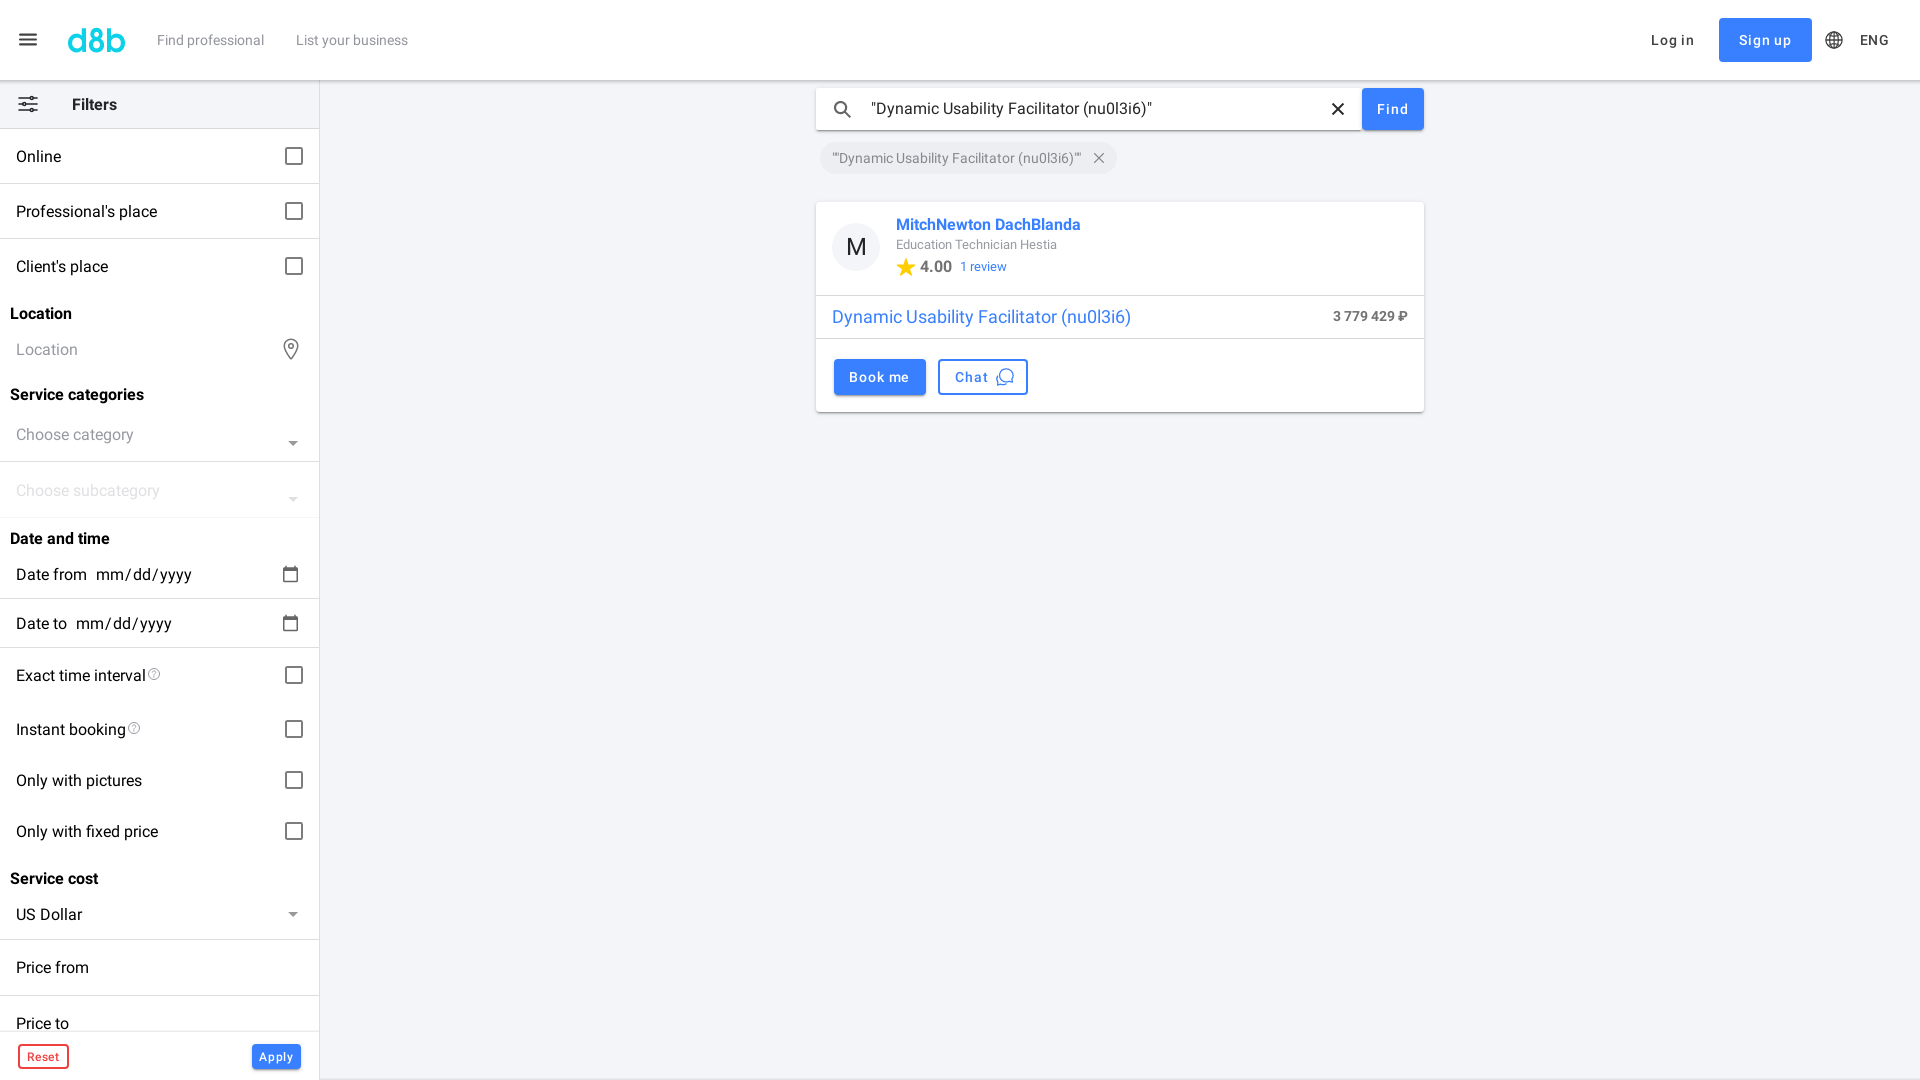 d8b
Find professional
List your business
Log in
Sign up
ENG
Filters
Online
Professional's place
Client's place
Location
Location
Service categories
Choose category
Choose subcategory
Date and time
Date from mm/dd/yyyy
Date to mm/dd/yyyy
Exact time interval
Instant booking
Only with pictures
Only with fixed price
Service cost
US Dollar
Price from
Price to
Reset
Apply
"Dynamic Usability Facilitator (nu0l3i6)"
Find
""Dynamic Usability Facilitator (nu0l3i6)""
M
MitchNewton DachBlanda
Education Technician Hestia
4.00 1 review
Dynamic Usability Facilitator (nu0l3i6)
3 779 429 ₽
Book me
Chat